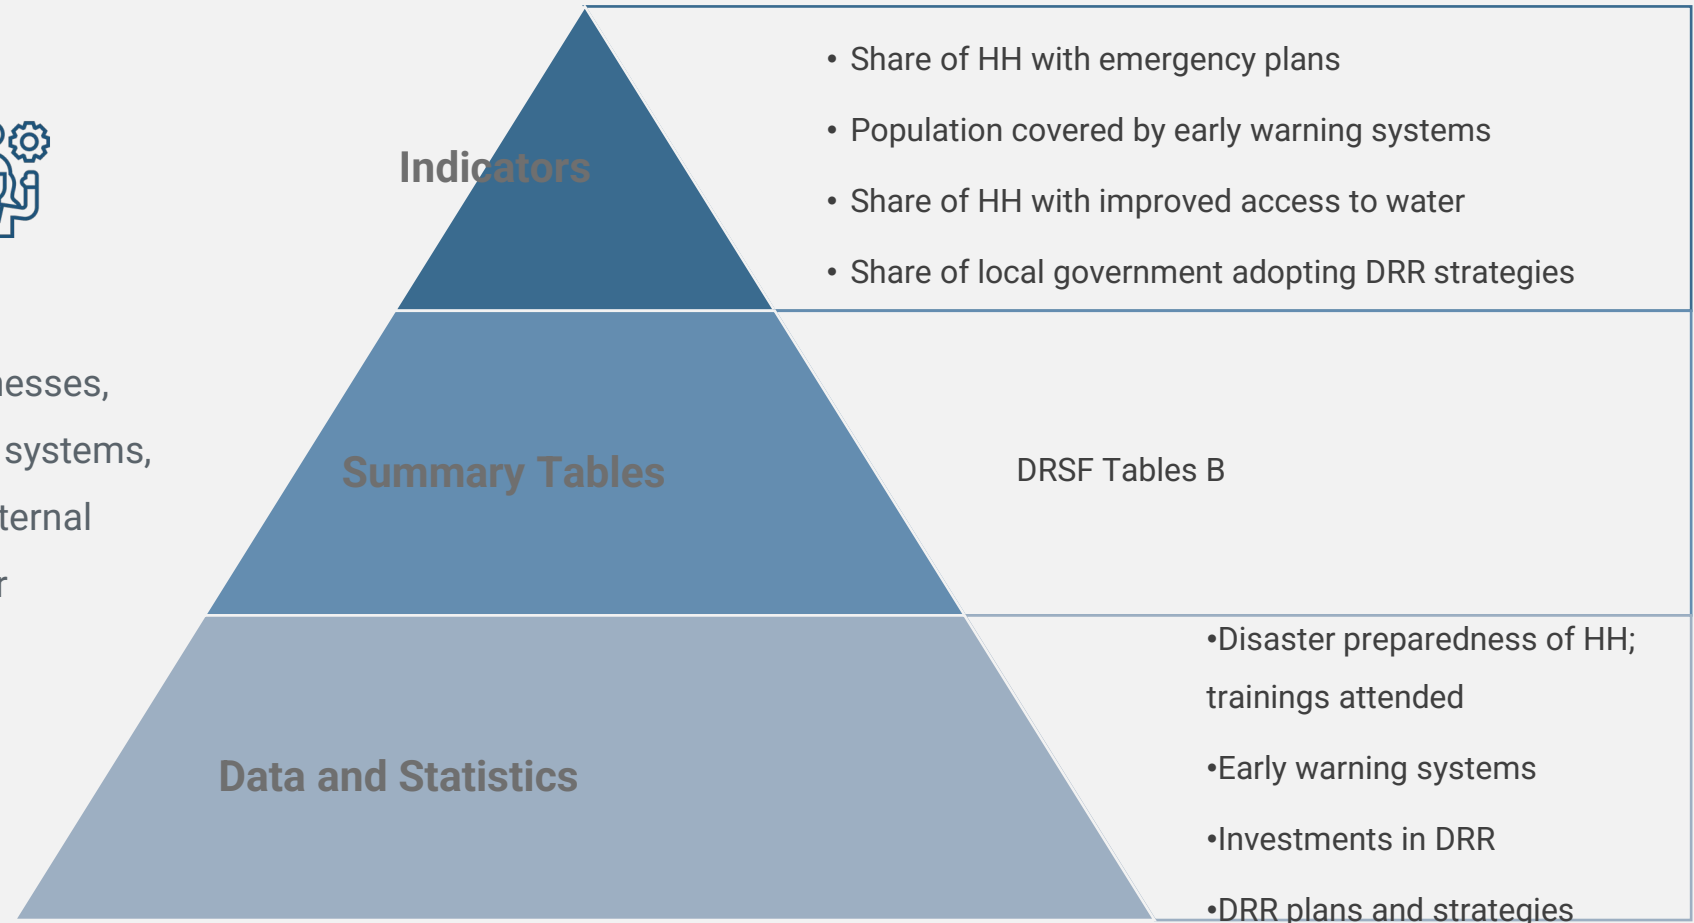 Indicators
• Share of HH with emergency plans
• Population covered by early warning systems
• Share of HH with improved access to water
• Share of local government adopting DRR strategies
systems,
Summary Tables
DRSF Tables B
Data and Statistics
•Disaster preparedness of HH;
trainings attended
•Early warning systems
•Investments in DRR
•DRR plans and strategies